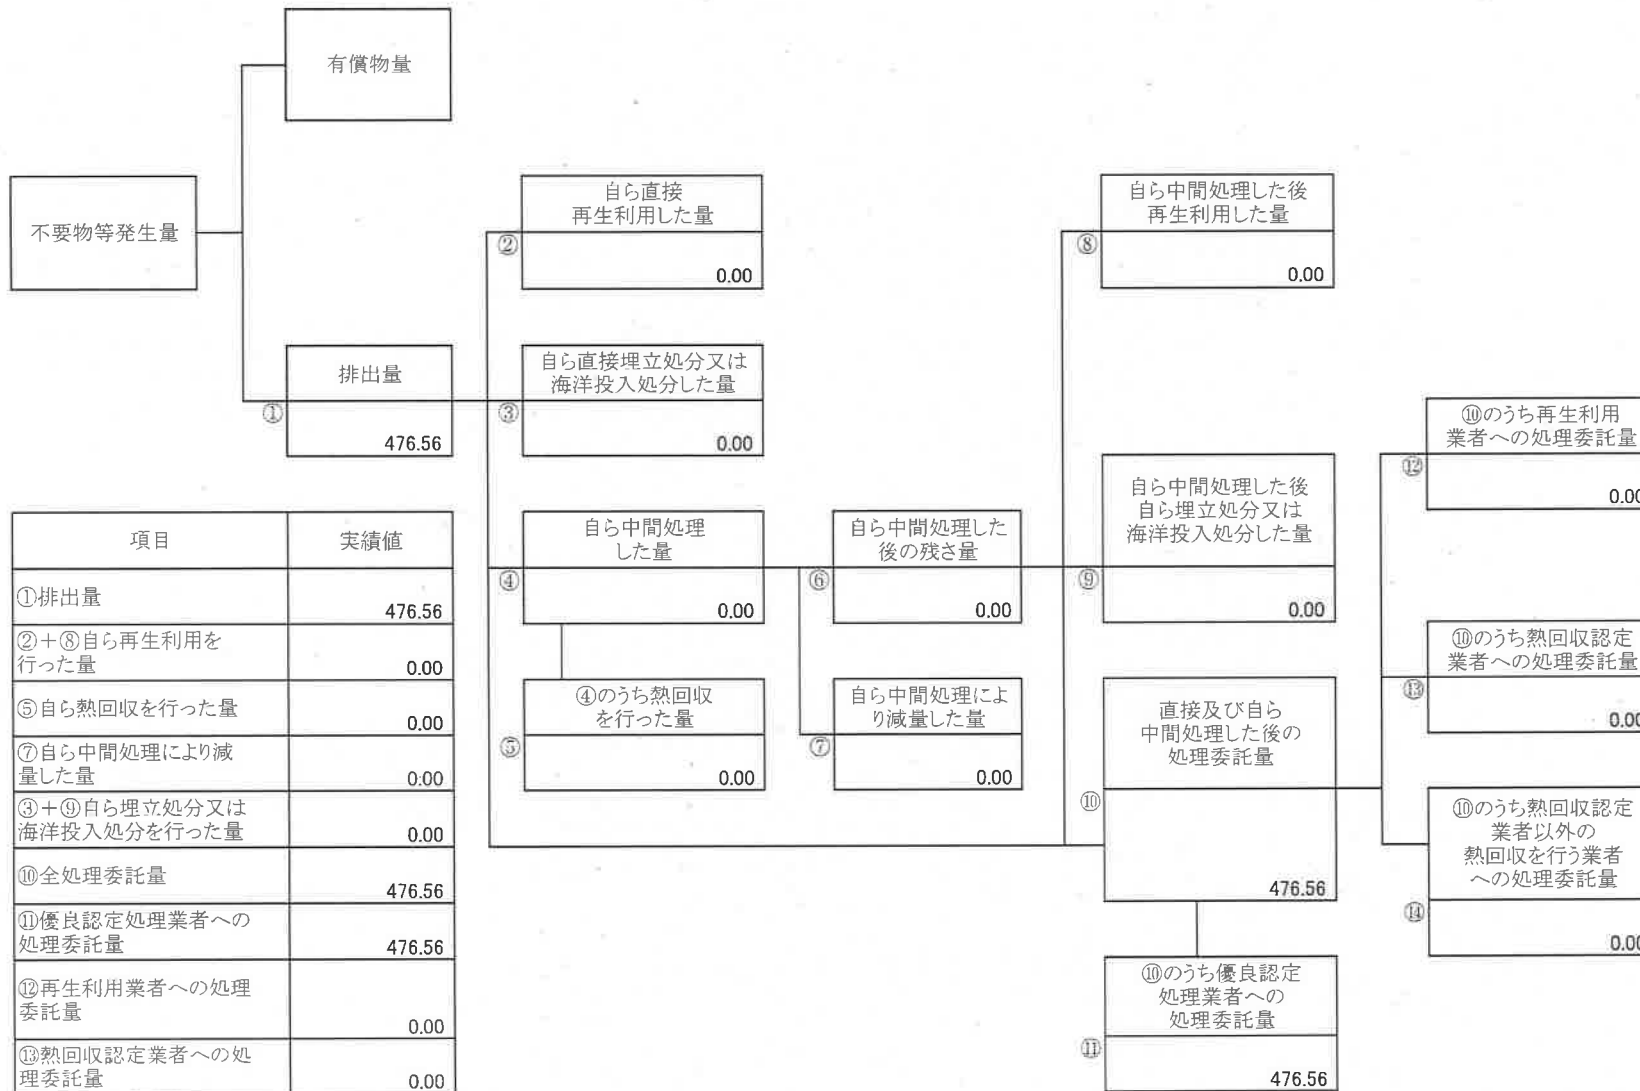 有償物量
不要物等発生量
排出量
①
476.56
自ら直接
再生利用した量
②
0.00
自ら直接埋立処分又は
海洋投入処分した量
③
0.00
自ら中間処理
した量
④
0.00
④のうち熱回収
を行った量
⑤
0.00
自ら中間処理した
後の残さ量
⑥
0.00
自ら中間処理によ
り減量した量
⑦
0.00
自ら中間処理した後
再生利用した量
⑧
0.00
自ら中間処理した後
自ら埋立処分又は
海洋投入処分した量
⑨
0.00
直接及び自ら
中間処理した後の
処理委託量
⑩
476.56
⑩のうち優良認定
処理業者への
処理委託量
⑪
476.56
⑩のうち再生利用
業者への処理委託量
⑫
0.00
⑩のうち熱回収認定
業者への処理委託量
⑬
0.00
⑩のうち熱回収認定
業者以外の
熱回収を行う業者
への処理委託量
⑭
0.00
項目 実績値
①排出量
476.56
②+⑧自ら再生利用を
行った量 0.00
⑤自ら熱回収を行った量
0.00
⑦自ら中間処理により減
量した量 0.00
③+⑨自ら埋立処分又は
海洋投入処分を行った量 0.00
⑩全処理委託量
476.56
⑪優良認定処理業者への
処理委託量 476.56
⑫再生利用業者への処理
委託量
0.00
⑬熱回収認定業者への処
理委託量 0.00